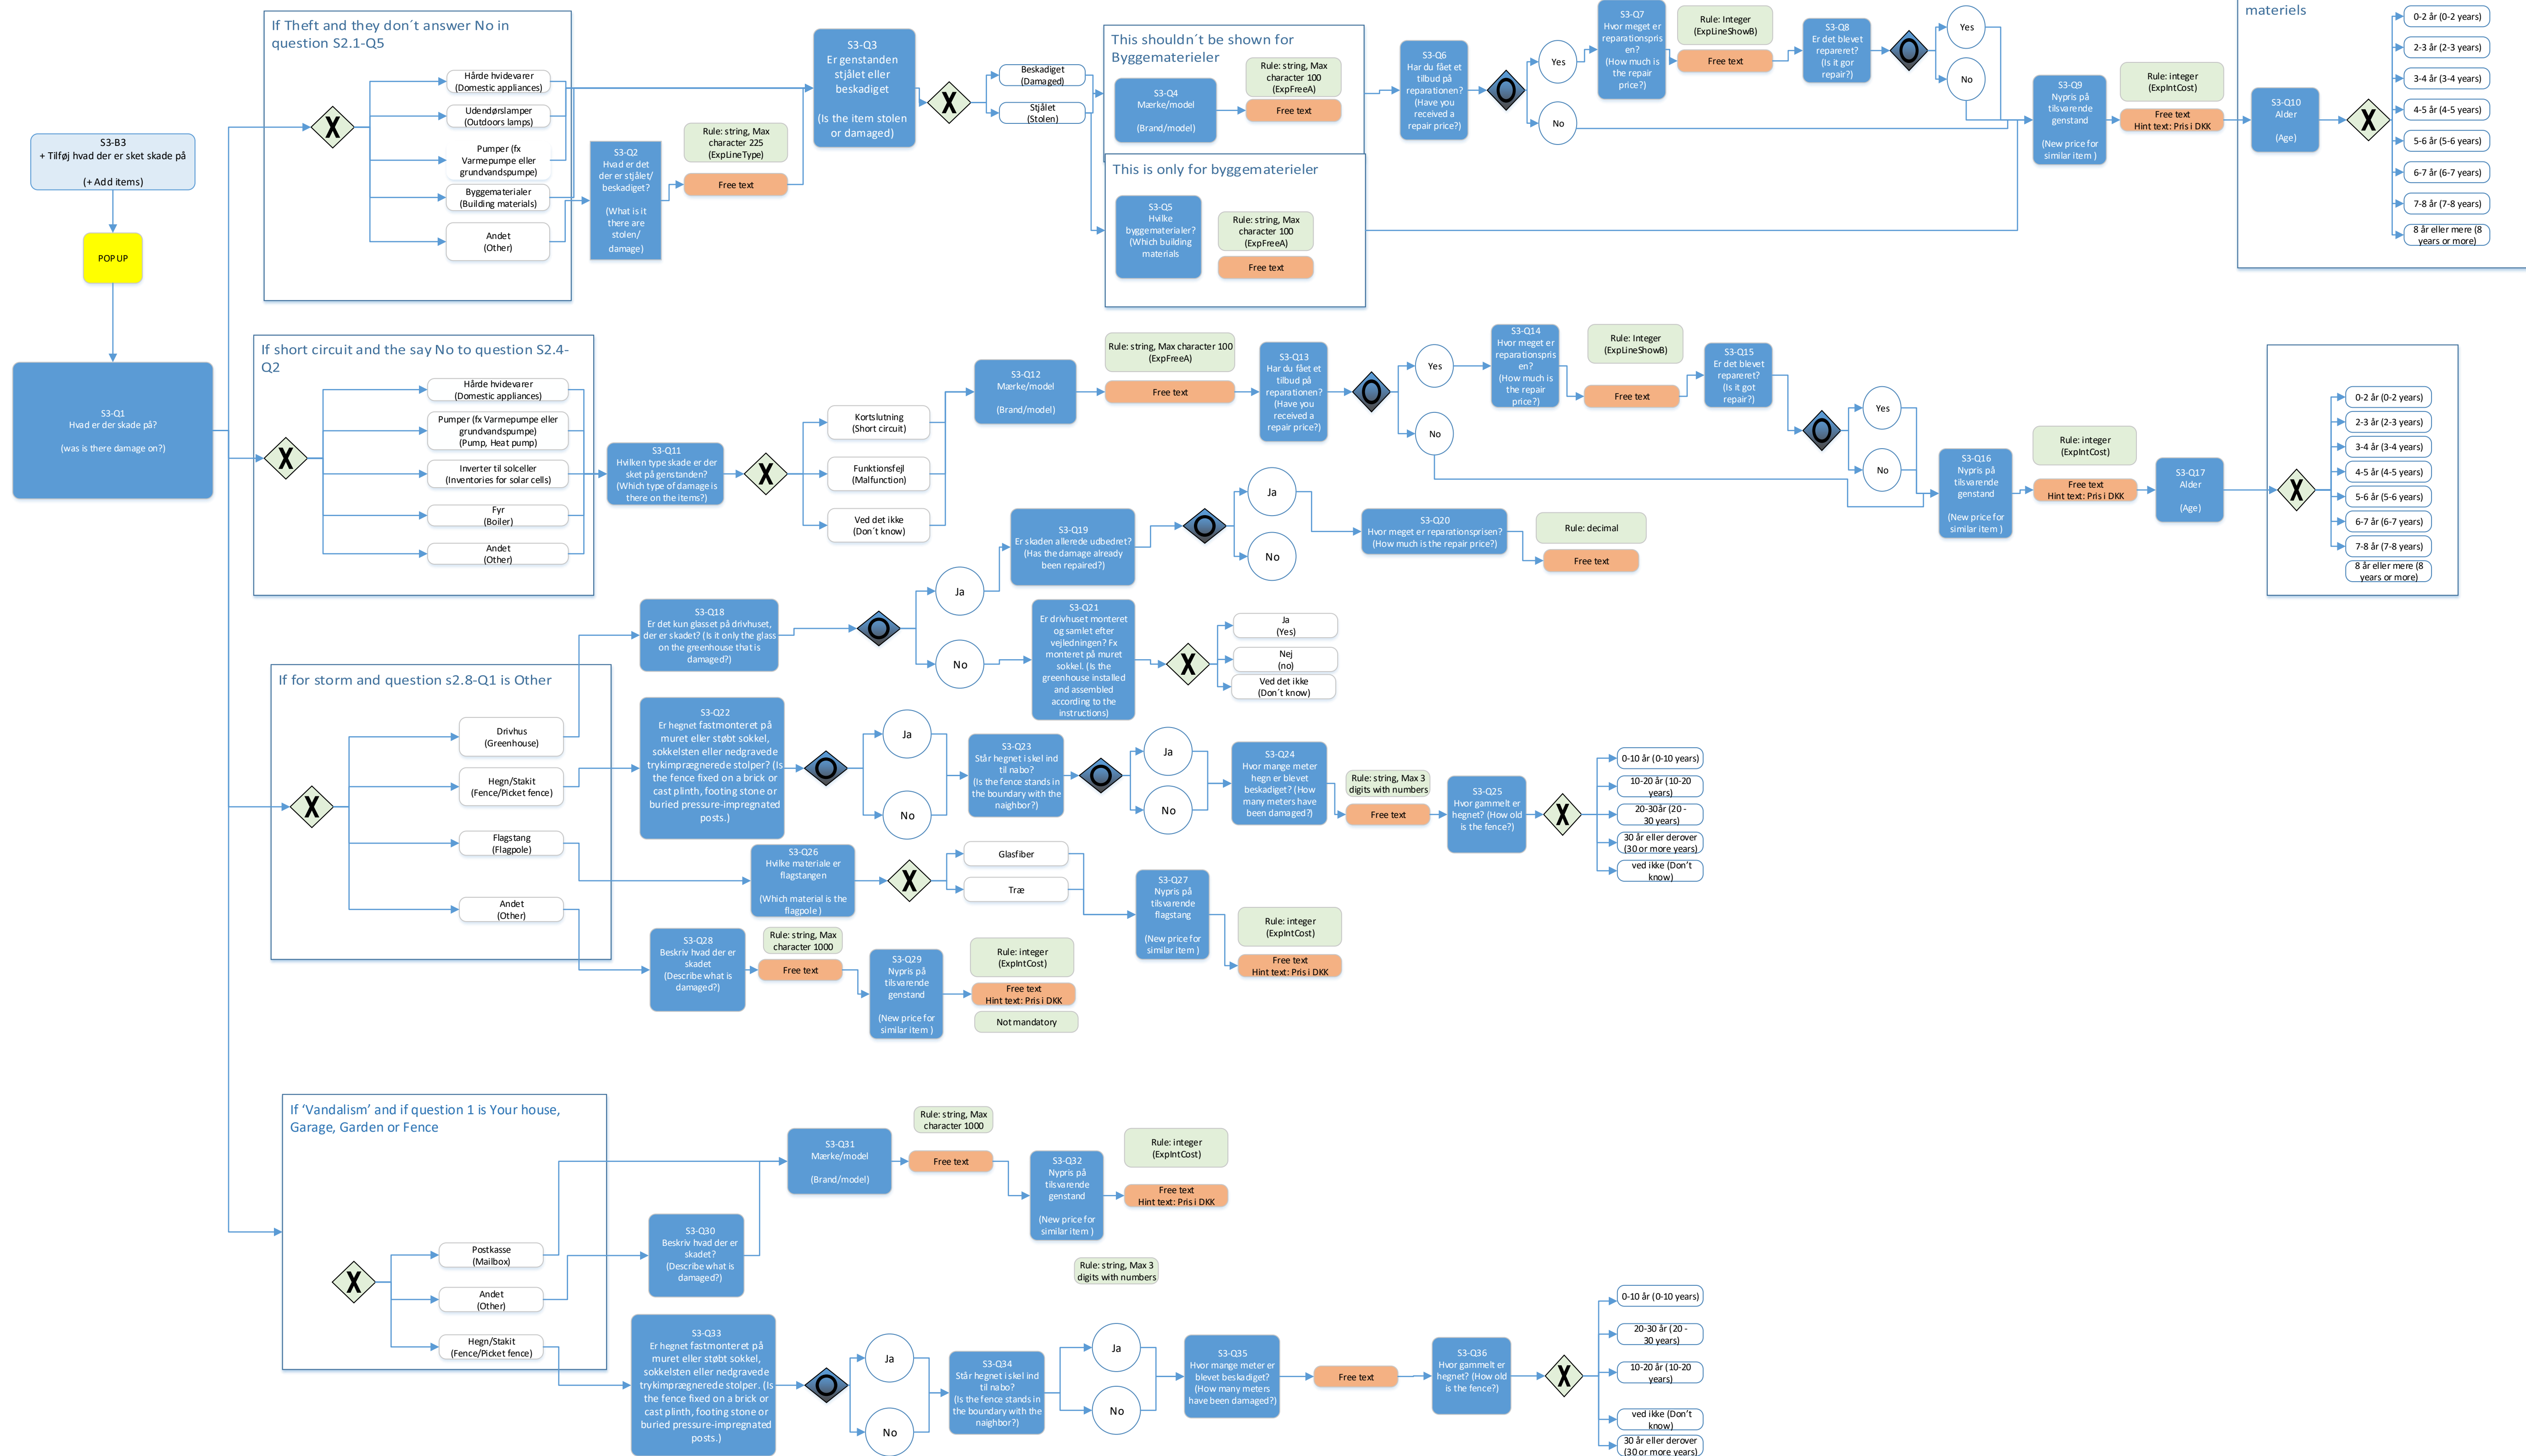 S3-B3
+ Tilføj hvad der er sket skade på
(+ Add items)
POP UP
S3-Q1
Hvad er der skade på?
(was is there damage on?)
If Theft and they don´t answer No in
question S2.1-Q5
Hårde hvidevarer
(Domestic appliances)
Udendørslamper
(Outdoors lamps)
Pumper (fx
Varmepumpe eller
grundvandspumpe)
Byggematerialer
(Building materials)
Andet
(Other)
S3-Q2
Hvad er det
der er stjålet/
beskadiget?
(What is it
there are
stolen/
damage)
Rule: string, Max
character 225
(ExpLineType)
Free text
S3-Q3
Er genstanden
stjålet eller
beskadiget
(Is the item stolen
or damaged)
Beskadiget
(Damaged)
Stjålet
(Stolen)
This shouldn´t be shown for
Byggematerieler
S3-Q4
Mærke/model
(Brand/model)
Rule: string, Max
character 100
(ExpFreeA)
Free text
This is only for byggematerieler
S3-Q5
Hvilke
byggematerialer?
(Which building
materials
Rule: string, Max
character 100
(ExpFreeA)
Free text
S3-Q6
Har du fået et
tilbud på
reparationen?
(Have you
received a
repair price?)
Yes
No
S3-Q7
Hvor meget er
reparationspris
en?
(How much is
the repair
price?)
Rule: Integer
(ExpLineShowB)
Free text
S3-Q8
Er det blevet
repareret?
(Is it gor
repair?)
Yes
No
S3-Q9
Nypris på
tilsvarende
genstand
(New price for
similar item )
Rule: integer
(ExpIntCost)
Free text
Hint text: Pris i DKK
materiels
S3-Q10
Alder
(Age)
0-2 år (0-2 years)
2-3 år (2-3 years)
3-4 år (3-4 years)
4-5 år (4-5 years)
5-6 år (5-6 years)
6-7 år (6-7 years)
7-8 år (7-8 years)
8 år eller mere (8
years or more)
If short circuit and the say No to question S2.4-
Q2
Hårde hvidevarer
(Domestic appliances)
Pumper (fx Varmepumpe eller
grundvandspumpe)
(Pump, Heat pump)
Inverter til solceller
(Inventories for solar cells)
Fyr
(Boiler)
Andet
(Other)
S3-Q11
Hvilken type skade er der
sket på genstanden?
(Which type of damage is
there on the items?)
Kortslutning
(Short circuit)
Funktionsfejl
(Malfunction)
Ved det ikke
(Don´t know)
S3-Q12
Mærke/model
(Brand/model)
Rule: string, Max character 100
(ExpFreeA)
Free text
S3-Q13
Har du fået et
tilbud på
reparationen?
(Have you
received a
repair price?)
Yes
No
S3-Q14
Hvor meget er
reparationspris
en?
(How much is
the repair
price?)
Rule: Integer
(ExpLineShowB)
Free text
S3-Q15
Er det blevet
repareret?
(Is it got
repair?)
Yes
No
S3-Q16
Nypris på
tilsvarende
genstand
(New price for
similar item )
Rule: integer
(ExpIntCost)
Free text
Hint text: Pris i DKK
S3-Q17
Alder
(Age)
0-2 år (0-2 years)
2-3 år (2-3 years)
3-4 år (3-4 years)
4-5 år (4-5 years)
5-6 år (5-6 years)
6-7 år (6-7 years)
7-8 år (7-8 years)
8 år eller mere (8
years or more)
If for storm and question s2.8-Q1 is Other
Drivhus
(Greenhouse)
Hegn/Stakit
(Fence/Picket fence)
Flagstang
(Flagpole)
Andet
(Other)
S3-Q18
Er det kun glasset på drivhuset,
der er skadet? (Is it only the glass
on the greenhouse that is
damaged?)
Ja
No
S3-Q19
Er skaden allerede udbedret?
(Has the damage already
been repaired?)
Ja
No
S3-Q20
Hvor meget er reparationsprisen?
(How much is the repair price?)
Rule: decimal
Free text
S3-Q21
Er drivhuset monteret
og samlet efter
vejledningen? Fx
monteret på muret
sokkel. (Is the
greenhouse installed
and assembled
according to the
instructions)
Ja
(Yes)
Nej
(no)
Ved det ikke
(Don´t know)
S3-Q22
Er hegnet fastmonteret på
muret eller støbt sokkel,
sokkelsten eller nedgravede
trykimprægnerede stolper? (Is
the fence fixed on a brick or
cast plinth, footing stone or
buried pressure-impregnated
posts.)
Ja
No
S3-Q23
Står hegnet i skel ind
til nabo?
(Is the fence stands in
the boundary with the
naighbor?)
Ja
No
S3-Q24
Hvor mange meter
hegn er blevet
beskadiget? (How
many meters have
been damaged?)
Rule: string, Max 3
digits with numbers
Free text
S3-Q25
Hvor gammelt er
hegnet? (How old
is the fence?)
0-10 år (0-10 years)
10-20 år (10-20
years)
20-30år (20 -
30 years)
30 år eller derover
(30 or more years)
ved ikke (Don’t
know)
S3-Q26
Hvilke materiale er
flagstangen
(Which material is the
flagpole )
Glasfiber
Træ
S3-Q27
Nypris på
tilsvarende
flagstang
(New price for
similar item )
Rule: integer
(ExpIntCost)
Free text
Hint text: Pris i DKK
S3-Q28
Beskriv hvad der er
skadet
(Describe what is
damaged?)
Rule: string, Max
character 1000
Free text
S3-Q29
Nypris på
tilsvarende
genstand
(New price for
similar item )
Rule: integer
(ExpIntCost)
Free text
Hint text: Pris i DKK
Not mandatory
If ‘Vandalism’ and if question 1 is Your house,
Garage, Garden or Fence
Postkasse
(Mailbox)
Andet
(Other)
Hegn/Stakit
(Fence/Picket fence)
S3-Q30
Beskriv hvad der er
skadet?
(Describe what is
damaged?)
S3-Q31
Mærke/model
(Brand/model)
Rule: string, Max
character 1000
Free text
S3-Q32
Nypris på
tilsvarende
genstand
(New price for
similar item )
Rule: integer
(ExpIntCost)
Free text
Hint text: Pris i DKK
Rule: string, Max 3
digits with numbers
S3-Q33
Er hegnet fastmonteret på
muret eller støbt sokkel,
sokkelsten eller nedgravede
trykimprægnerede stolper. (Is
the fence fixed on a brick or
cast plinth, footing stone or
buried pressure-impregnated
posts.)
Ja
No
S3-Q34
Står hegnet i skel ind
til nabo?
(Is the fence stands in
the boundary with the
naighbor?)
Ja
No
S3-Q35
Hvor mange meter er
blevet beskadiget?
(How many meters
have been damaged?)
Free text
S3-Q36
Hvor gammelt er
hegnet? (How old
is the fence?)
0-10 år (0-10 years)
20-30 år (20 -
30 years)
10-20 år (10-20
years)
ved ikke (Don’t
know)
30 år eller derover
(30 or more years)